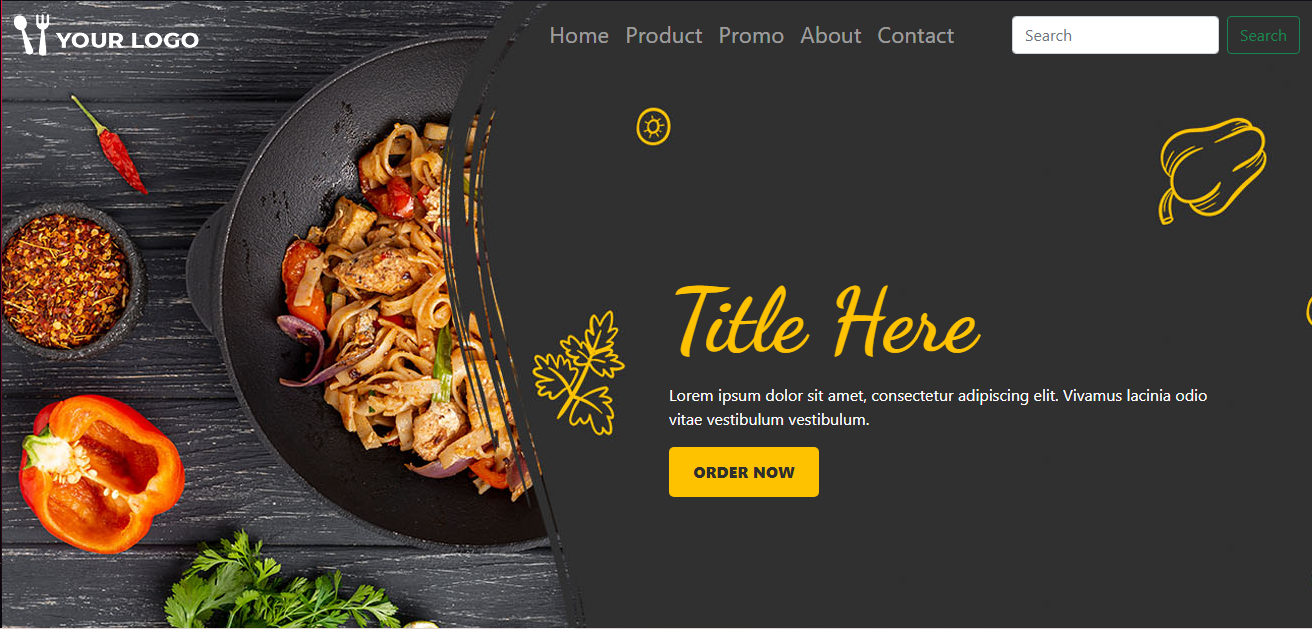 YOUR LOGO
Home Product Promo About Contact
Search
Search
Title Here
Lorem ipsum dolor sit amet, consectetur adipiscing elit. Vivamus lacinia odio
vitae vestibulum vestibulum.
ORDER NOW